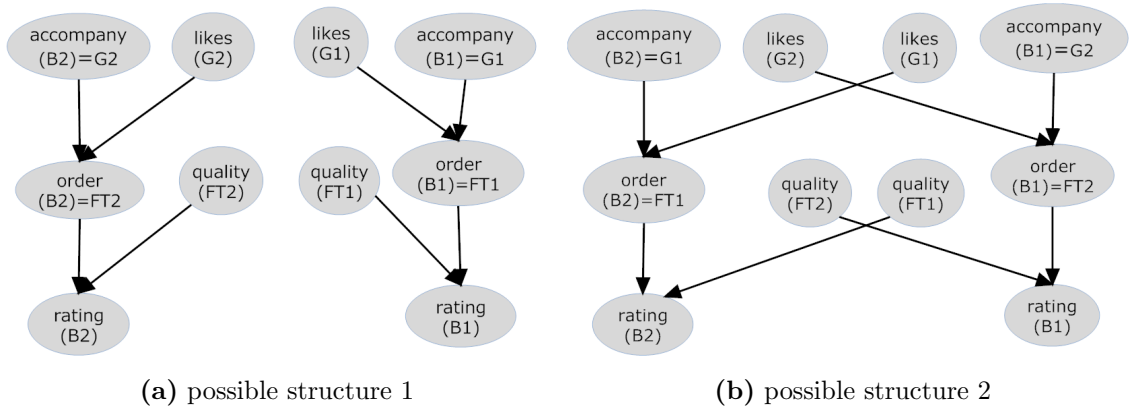 accompany
(B2)=G2
likes
(G2)
likes
(G1)
accompany
(B1)=G1
order
(B2)=FT2
quality
(FT2)
quality
(FT1)
order
(B1)=FT1
rating
(B2)
rating
(B1)
(a) possible structure 1
accompany
(B2)=G1
likes
(G2)
likes
(G1)
accompany
(B1)=G2
order
(B2)=FT1
quality
(FT2)
quality
(FT1)
order
(B1)=FT2
rating
(B2)
rating
(B1)
(b) possible structure 2